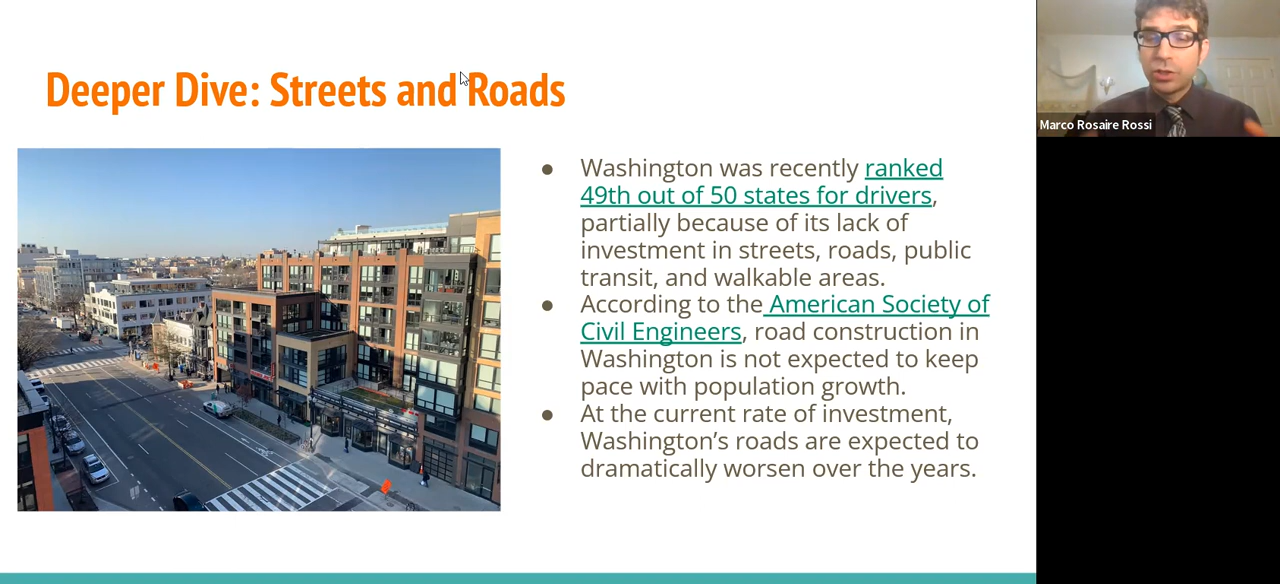 Deeper Dive: Streets and Roads
Marco Rosaire Rossi
● Washington was recently ranked
49th out of 50 states for drivers,
partially because of its lack of
investment in streets, roads, public
transit, and walkable areas.
● According to the American Society of
Civil Engineers, road construction in
Washington is not expected to keep
pace with population growth.
● At the current rate of investment,
Washington’s roads are expected to
dramatically worsen over the years.